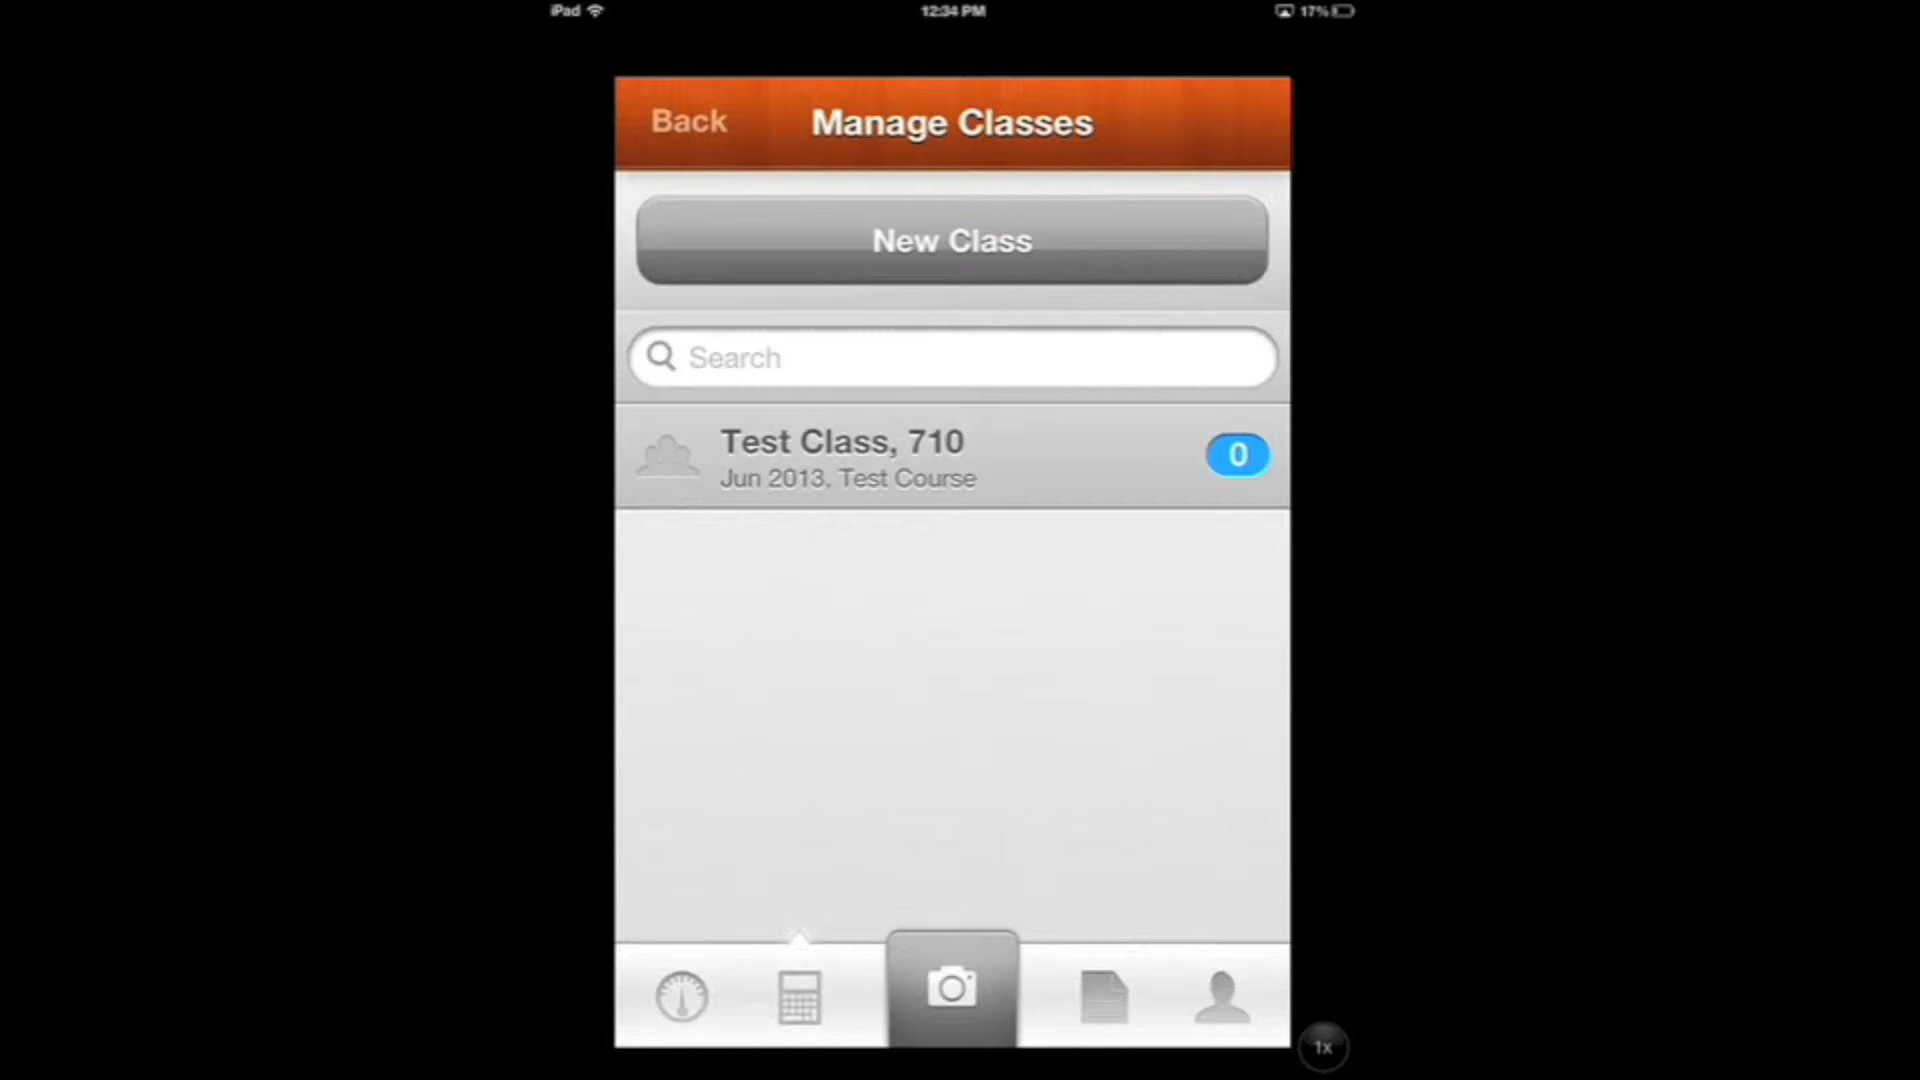 iPad
12:34 PM
17%
Back
Manage Classes
New Class
Search
Test Class, 710
0
Jun 2013, Test Course
1x